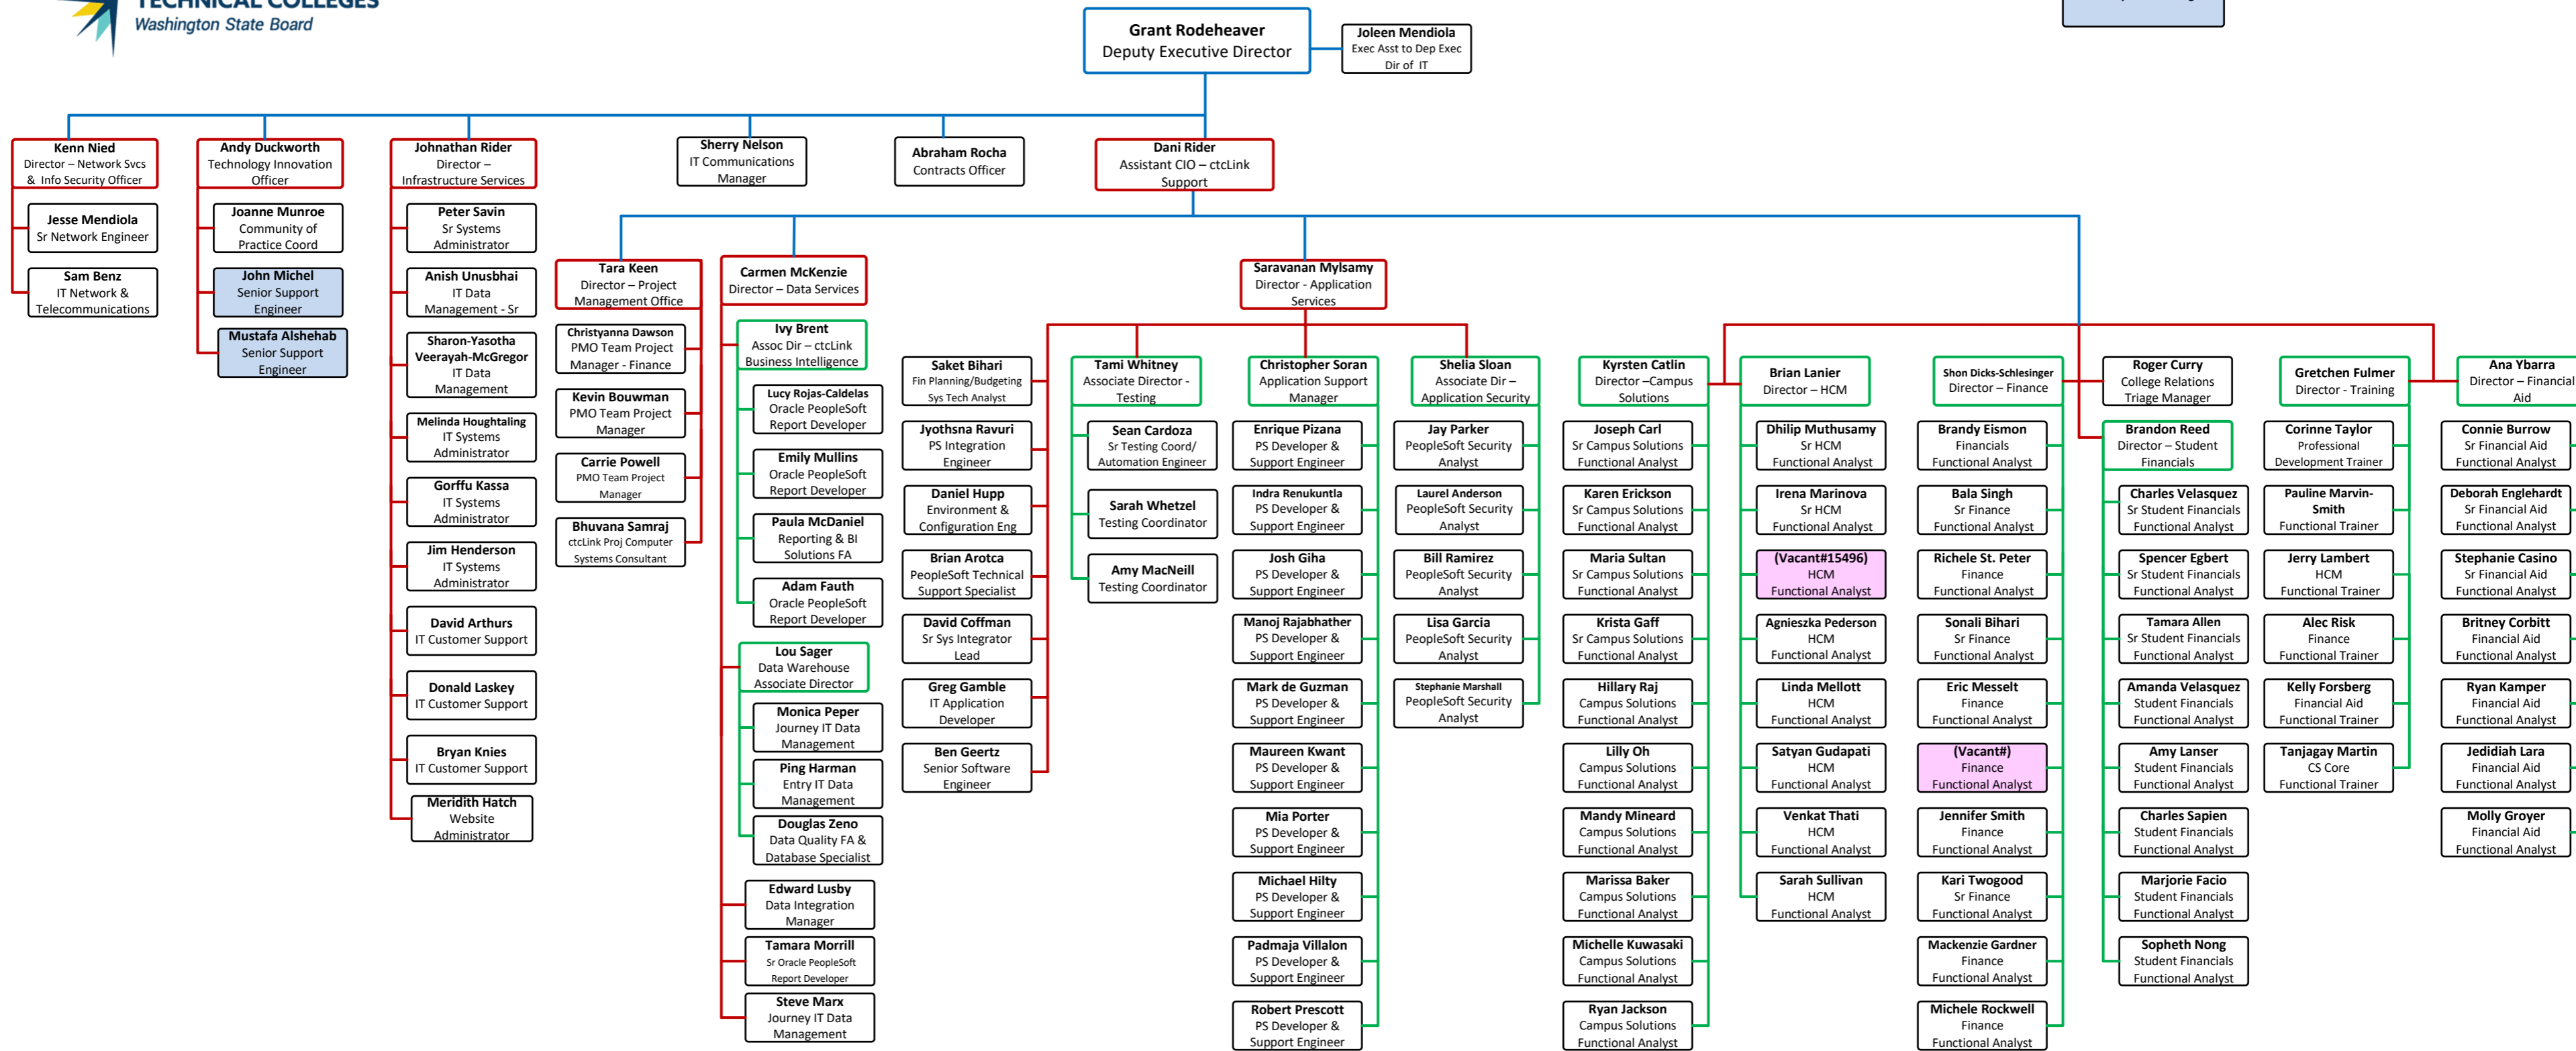 TECHNICAL COLLEGES
Washington State Board
Grant Rodeheaver
Deputy Executive Director
Joleen Mendiola
Exec Asst to Dep Exec
Dir of IT
Kenn Nied
Director – Network Svcs
& Info Security Officer
Jesse Mendiola
Sr Network Engineer
Sam Benz
IT Network &
Telecommunications
Andy Duckworth
Technology Innovation
Officer
Joanne Munroe
Community of
Practice Coord
John Michel
Senior Support
Engineer
Mustafa Alshehab
Senior Support
Engineer
Johnathan Rider
Director –
Infrastructure Services
Peter Savin
Sr Systems
Administrator
Anish Unusbhai
IT Data
Management - Sr
Sharon-Yasotha
Veerayah-McGregor
IT Data
Management
Melinda Houghtaling
IT Systems
Administrator
Gorffu Kassa
IT Systems
Administrator
Jim Henderson
IT Systems
Administrator
David Arthurs
IT Customer Support
Donald Laskey
IT Customer Support
Bryan Knies
IT Customer Support
Meridith Hatch
Website
Administrator
Sherry Nelson
IT Communications
Manager
Abraham Rocha
Contracts Officer
Dani Rider
Assistant CIO – ctcLink
Support
Tara Keen
Director – Project
Management Office
Christyanna Dawson
PMO Team Project
Manager - Finance
Kevin Bouwman
PMO Team Project
Manager
Carrie Powell
PMO Team Project
Manager
Bhuvana Samraj
ctcLink Proj Computer
Systems Consultant
Carmen McKenzie
Director – Data Services
Ivy Brent
Assoc Dir – ctcLink
Business Intelligence
Lucy Rojas-Caldelas
Oracle PeopleSoft
Report Developer
Emily Mullins
Oracle PeopleSoft
Report Developer
Paula McDaniel
Reporting & BI
Solutions FA
Adam Fauth
Oracle PeopleSoft
Report Developer
Lou Sager
Data Warehouse
Associate Director
Monica Peper
Journey IT Data
Management
Ping Harman
Entry IT Data
Management
Douglas Zeno
Data Quality FA &
Database Specialist
Edward Lusby
Data Integration
Manager
Tamara Morrill
Sr Oracle PeopleSoft
Report Developer
Steve Marx
Journey IT Data
Management
Saravanan Mylsamy
Director - Application
Services
Saket Bihari
Fin Planning/Budgeting
Sys Tech Analyst
Jyothsna Ravuri
PS Integration
Engineer
Daniel Hupp
Environment &
Configuration Eng
Brian Arotca
PeopleSoft Technical
Support Specialist
David Coffman
Sr Sys Integrator
Lead
Greg Gamble
IT Application
Developer
Ben Geertz
Senior Software
Engineer
Tami Whitney
Associate Director -
Testing
Sean Cardoza
Sr Testing Coord/
Automation Engineer
Sarah Whetzel
Testing Coordinator
Amy MacNeill
Testing Coordinator
Christopher Soran
Application Support
Manager
Enrique Pizana
PS Developer &
Support Engineer
Indra Renukuntla
PS Developer &
Support Engineer
Josh Giha
PS Developer &
Support Engineer
Manoj Rajabhather
PS Developer &
Support Engineer
Mark de Guzman
PS Developer &
Support Engineer
Maureen Kwant
PS Developer &
Support Engineer
Mia Porter
PS Developer &
Support Engineer
Michael Hilty
PS Developer &
Support Engineer
Padmaja Villalon
PS Developer &
Support Engineer
Robert Prescott
PS Developer &
Support Engineer
Shelia Sloan
Associate Dir –
Application Security
Jay Parker
PeopleSoft Security
Analyst
Laurel Anderson
PeopleSoft Security
Analyst
Bill Ramirez
PeopleSoft Security
Analyst
Lisa Garcia
PeopleSoft Security
Analyst
Stephanie Marshall
PeopleSoft Security
Analyst
Kyrsten Catlin
Director –Campus
Solutions
Joseph Carl
Sr Campus Solutions
Functional Analyst
Karen Erickson
Sr Campus Solutions
Functional Analyst
Maria Sultan
Sr Campus Solutions
Functional Analyst
Krista Gaff
Sr Campus Solutions
Functional Analyst
Hillary Raj
Campus Solutions
Functional Analyst
Lilly Oh
Campus Solutions
Functional Analyst
Mandy Mineard
Campus Solutions
Functional Analyst
Marissa Baker
Campus Solutions
Functional Analyst
Michelle Kuwasaki
Campus Solutions
Functional Analyst
Ryan Jackson
Campus Solutions
Functional Analyst
Brian Lanier
Director – HCM
Dhilip Muthusamy
Sr HCM
Functional Analyst
Irena Marinova
Sr HCM
Functional Analyst
(Vacant#15496)
HCM
Functional Analyst
Agnieszka Pederson
HCM
Functional Analyst
Linda Mellott
HCM
Functional Analyst
Satyan Gudapati
HCM
Functional Analyst
Venkat Thati
HCM
Functional Analyst
Sarah Sullivan
HCM
Functional Analyst
Shon Dicks-Schlesinger
Director – Finance
Brandy Eismon
Financials
Functional Analyst
Bala Singh
Sr Finance
Functional Analyst
Richele St. Peter
Finance
Functional Analyst
Sonali Bihari
Sr Finance
Functional Analyst
Eric Messelt
Finance
Functional Analyst
(Vacant#)
Finance
Functional Analyst
Jennifer Smith
Finance
Functional Analyst
Kari Twogood
Sr Finance
Functional Analyst
Mackenzie Gardner
Finance
Functional Analyst
Michele Rockwell
Finance
Functional Analyst
Roger Curry
College Relations
Triage Manager
Brandon Reed
Director – Student
Financials
Charles Velasquez
Sr Student Financials
Functional Analyst
Spencer Egbert
Sr Student Financials
Functional Analyst
Tamara Allen
Sr Student Financials
Functional Analyst
Amanda Velasquez
Student Financials
Functional Analyst
Amy Lanser
Student Financials
Functional Analyst
Charles Sapien
Student Financials
Functional Analyst
Marjorie Facio
Student Financials
Functional Analyst
Sopheth Nong
Student Financials
Functional Analyst
Gretchen Fulmer
Director - Training
Corinne Taylor
Professional
Development Trainer
Pauline Marvin-
Smith
Functional Trainer
Jerry Lambert
HCM
Functional Trainer
Alec Risk
Finance
Functional Trainer
Kelly Forsberg
Financial Aid
Functional Trainer
Tanjagay Martin
CS Core
Functional Trainer
Ana Ybarra
Director – Financial
Aid
Connie Burrow
Sr Financial Aid
Functional Analyst
Deborah Englehardt
Sr Financial Aid
Functional Analyst
Stephanie Casino
Sr Financial Aid
Functional Analyst
Britney Corbitt
Financial Aid
Functional Analyst
Ryan Kamper
Financial Aid
Functional Analyst
Jedidiah Lara
Financial Aid
Functional Analyst
Molly Groyer
Financial Aid
Functional Analyst